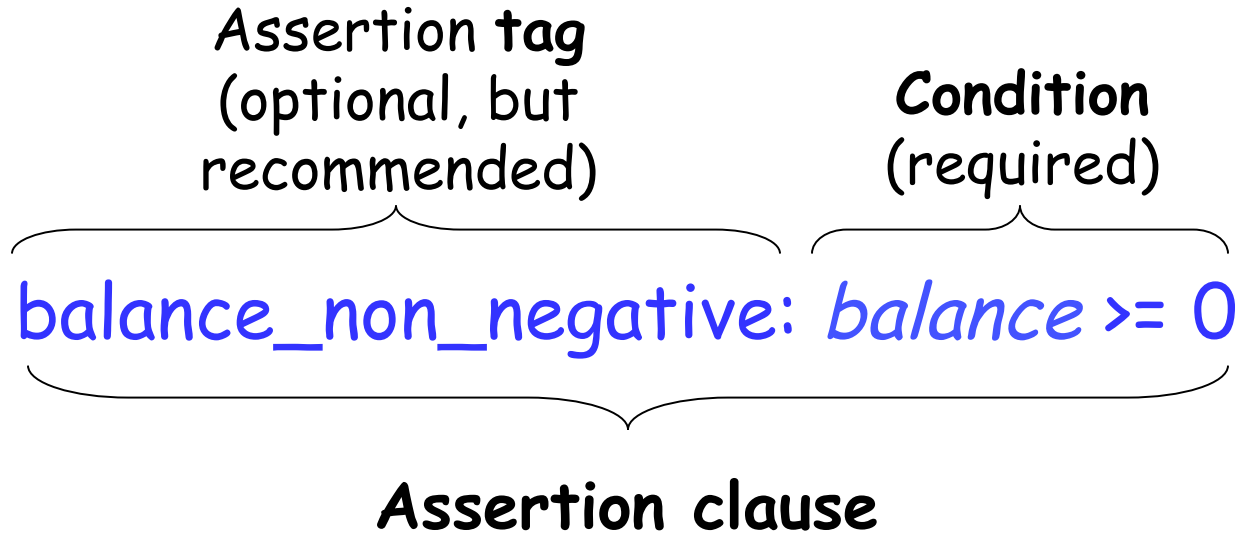 Assertion tag
(optional, but
recommended)
Condition
(required)
balance_non_negative: balance >= 0
Assertion clause